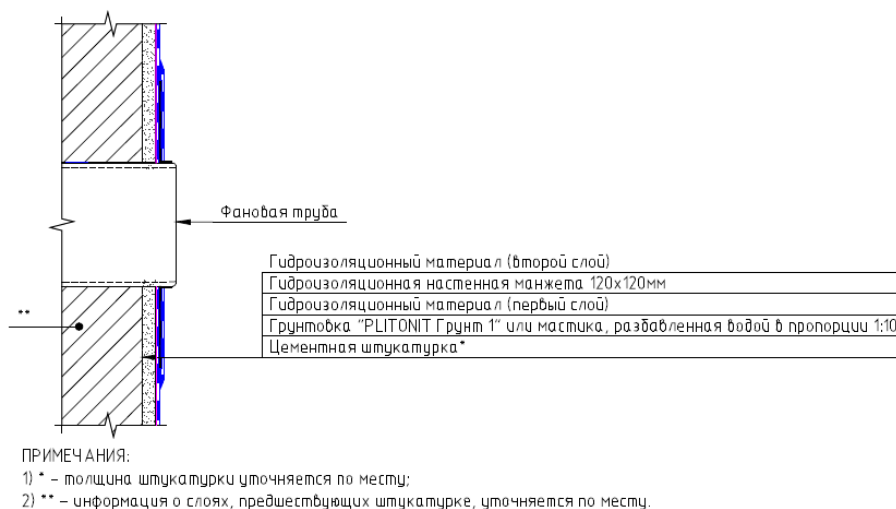 Фановая труба
Гидроизоляционный материал (второй слой)
Гидроизоляционная настенная манжета 120х120мм
Гидроизоляционный материал (первый слой)
Грунтовка "PLITONIT Грунт 1" или мастика, разбавленная водой в пропорции 1:10
Цементная штукатурка*
**
ПРИМЕЧАНИЯ:
1) * - толщина штукатурки уточняется по месту;
2) ** - информация о слоях, предшествующих штукатурке, уточняется по месту.